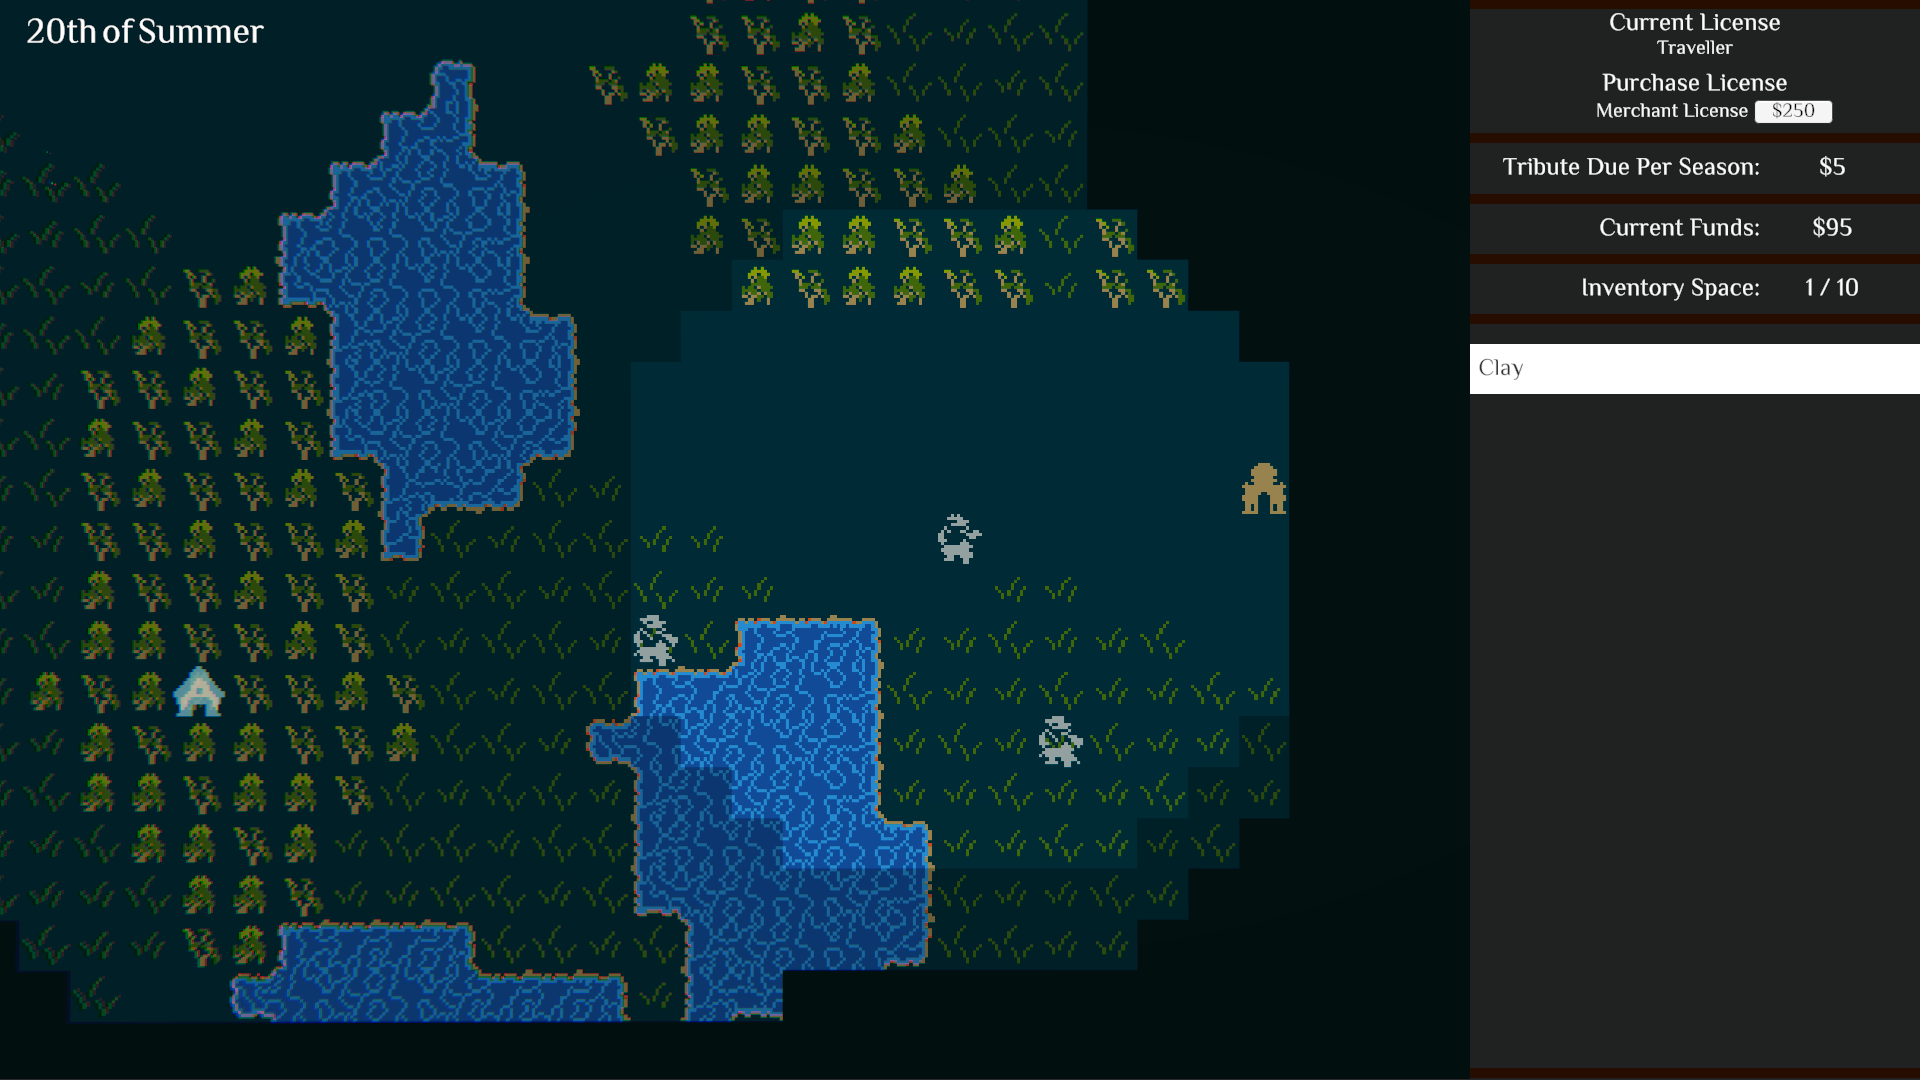 20th of Summer
Current License
Traveller
Purchase License
Merchant License $250
Tribute Due Per Season: $5
Current Funds: $95
Inventory Space: 1 / 10
Clay